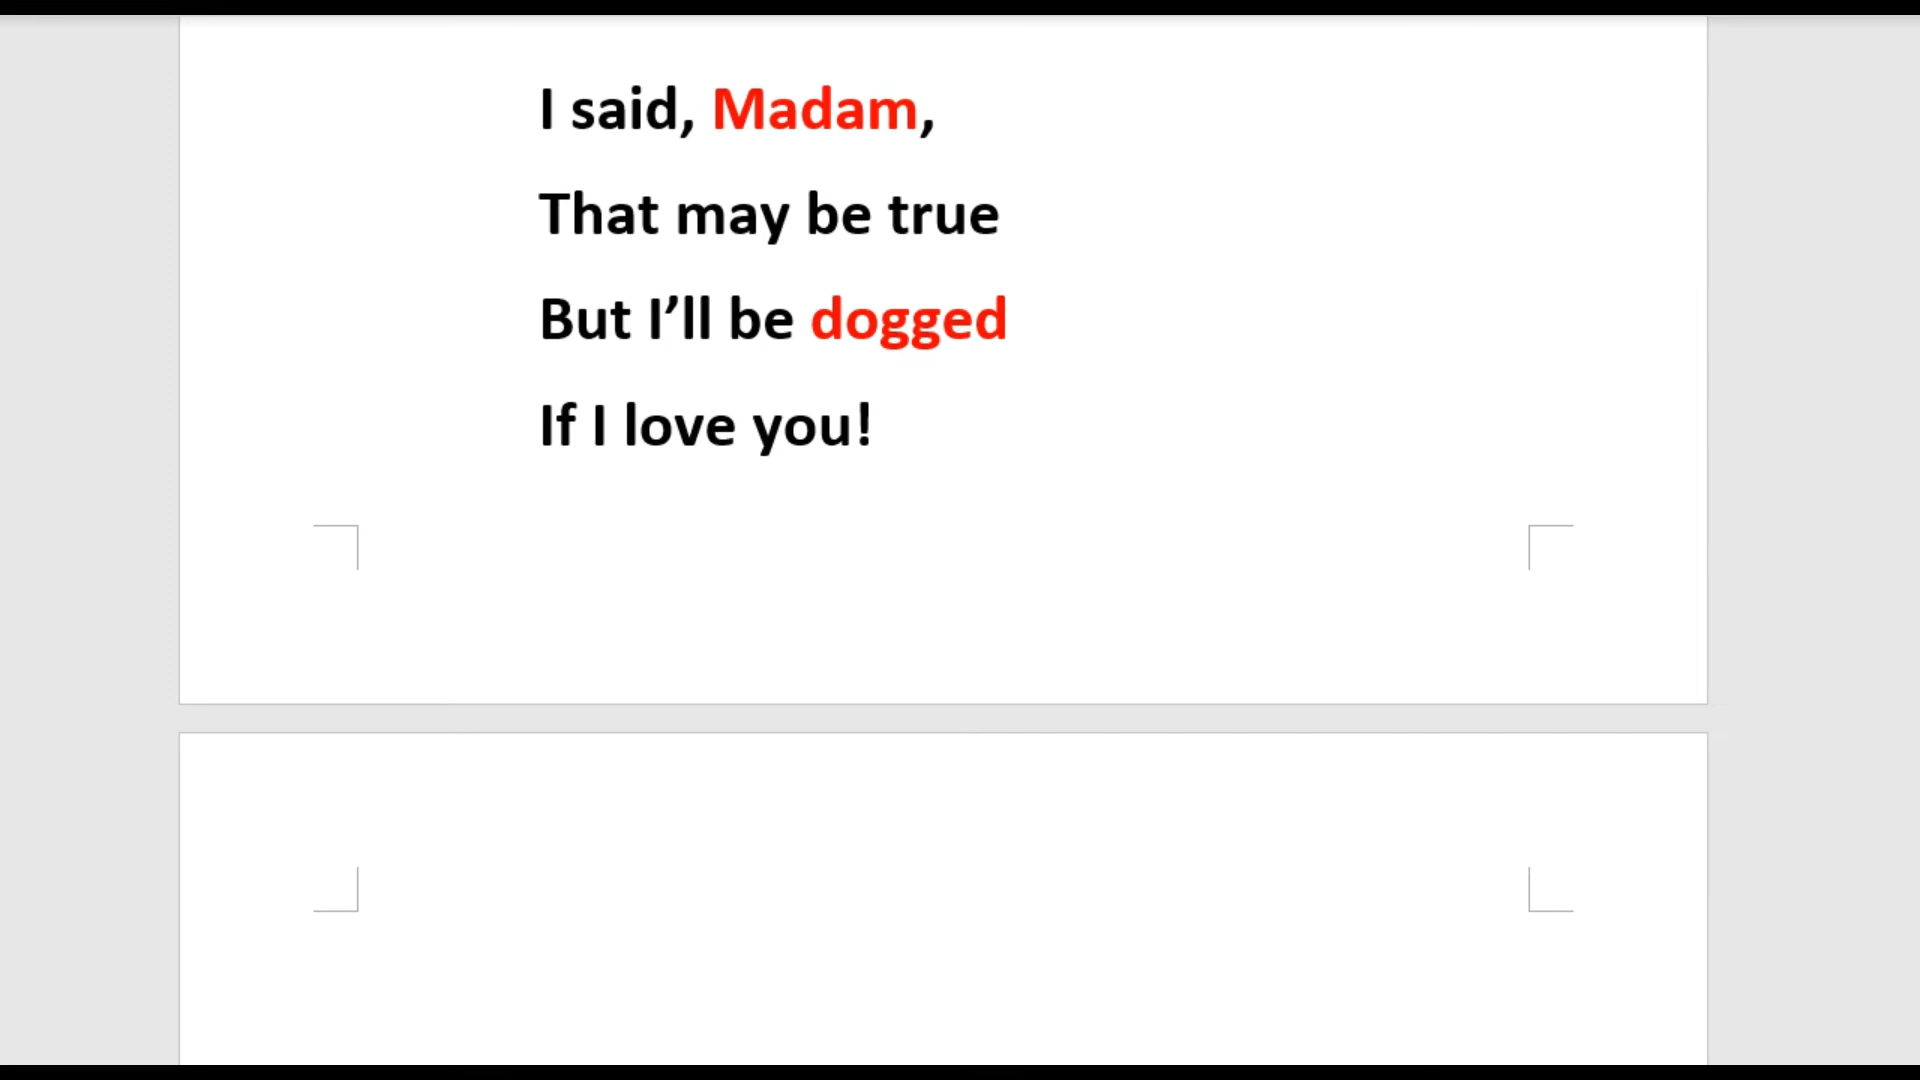 I said, Madam,
That may be true
But I’ll be dogged
If I love you!